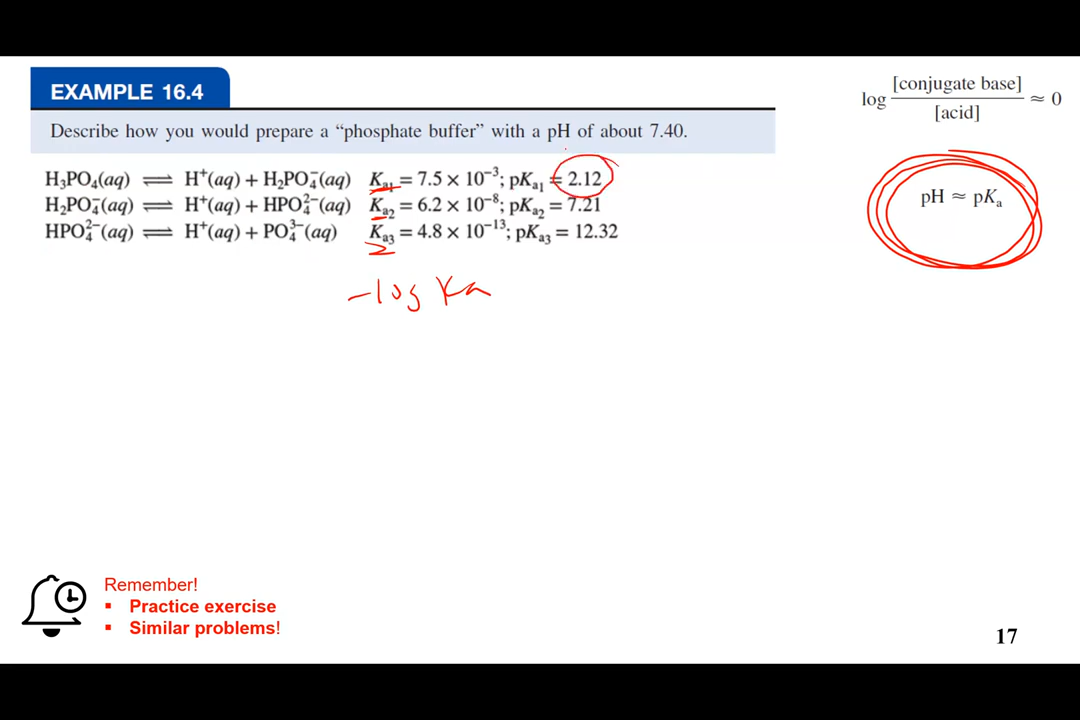 EXAMPLE 16.4
Describe how you would prepare a “phosphate buffer” with a pH of about 7.40.
H₃PO₄(aq) ⇌ H⁺(aq) + H₂PO₄⁻(aq) Kₐ₁ = 7.5 × 10⁻³; pKₐ₁ = 2.12
H₂PO₄⁻(aq) ⇌ H⁺(aq) + HPO₄²⁻(aq) Kₐ₂ = 6.2 × 10⁻⁸; pKₐ₂ = 7.21
HPO₄²⁻(aq) ⇌ H⁺(aq) + PO₄³⁻(aq) Kₐ₃ = 4.8 × 10⁻¹³; pKₐ₃ = 12.32
-log Ka
log [conjugate base]/[acid] ≈ 0
pH ≈ pKₐ
Remember!
▪ Practice exercise
▪ Similar problems!
17